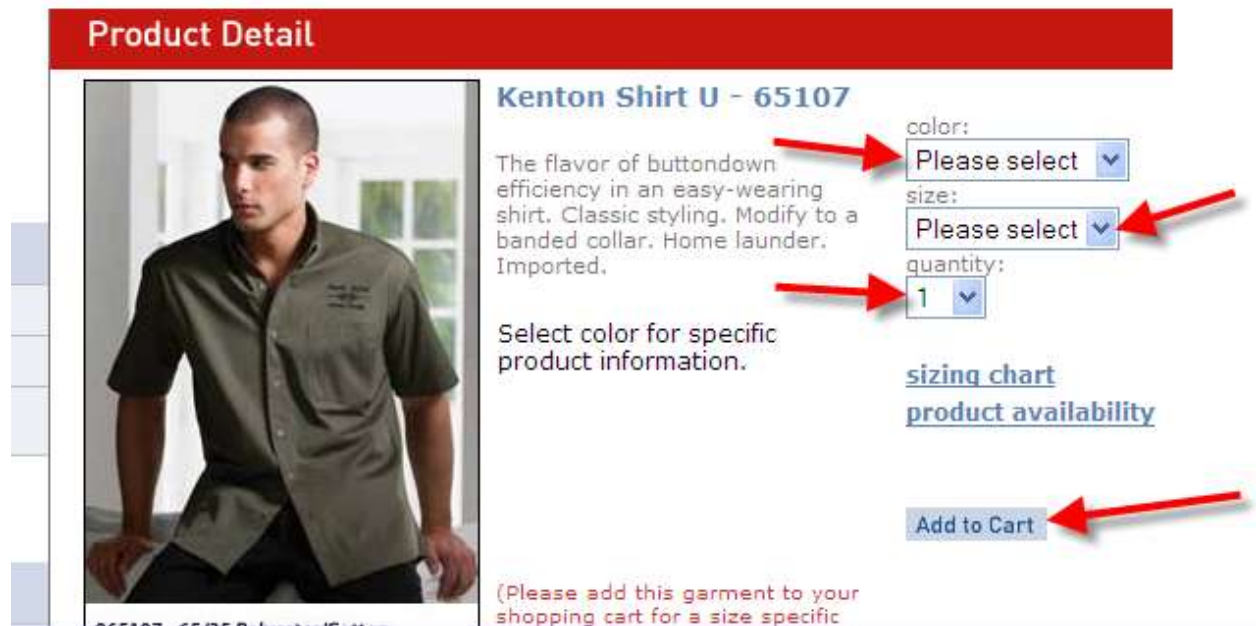 Product Detail
Kenton Shirt U - 65107
The flavor of buttondown
efficiency in an easy-wearing
shirt. Classic styling. Modify to a
banded collar. Home launder.
Imported.
Select color for specific
product information.
color:
Please select
size:
Please select
quantity:
1
sizing chart
product availability
Add to Cart
(Please add this garment to your
shopping cart for a size specific